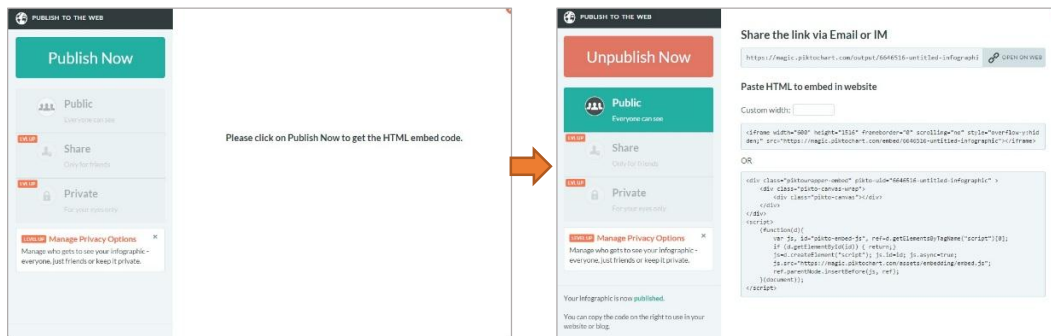 PUBLISH TO THE WEB
Publish Now
Public
Everyone can see
LVL UP
Share
Only for friends
LVL UP
Private
For your eyes only
LEVEL UP Manage Privacy Options ×
Manage who gets to see your infographic -
everyone, just friends or keep it private.
Please click on Publish Now to get the HTML embed code.
PUBLISH TO THE WEB
Unpublish Now
Public
Everyone can see
LVL UP
Share
Only for friends
LVL UP
Private
For your eyes only
LEVEL UP Manage Privacy Options ×
Manage who gets to see your infographic -
everyone, just friends or keep it private.
Your infographic is now published.
You can copy the code on the right to use in your
website or blog.
Share the link via Email or IM
https://magic.piktochart.com/output/6646516-untitled-infographi
OPEN ON WEB
Paste HTML to embed in website
Custom width:
<iframe width="600" height="1516" frameborder="0" scrolling="no" style="overflow-y:hid
den;" src="https://magic.piktochart.com/embed/6646516-untitled-infographic"></iframe>
OR
<div class="piktowrapper-embed" pikto-uid="6646516-untitled-infographic" >
<div class="pikto-canvas-wrap">
<div class="pikto-canvas"></div>
</div>
</div>
<script>
(function(d){
var js, id="pikto-embed-js", ref=d.getElementsByTagName("script")[0];
if (d.getElementById(id)) { return;}
js=d.createElement("script"); js.id=id; js.async=true;
js.src="https://magic.piktochart.com/assets/embedding/embed.js";
ref.parentNode.insertBefore(js, ref);
}(document));
</script>